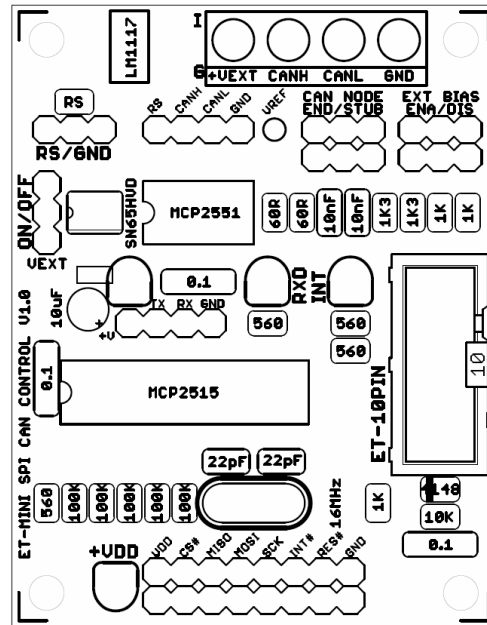 LM1117
I
G
+VEXT CANH CANL GND
RS
RS/GND
RS CANH CANL GND
VREF
CAN NODE
END/STUB
EXT BIAS
ENA/DIS
ON/OFF
VEXT
SN65HVD
MCP2551
60R 60R 10nF 10nF 1K3 1K3 1K 1K
0.1
10uF
+
+V TX RX GND
RXD
INT
560
560
560
0.1
MCP2515
ET-10PIN
10
ET-MINI SPI CAN CONTROL V1.0
22pF 22pF
560 100K 100K 100K 100K 100K
16MHz
1K
4148
10K
0.1
+VDD
VDD CS# MISO MOSI SCK INT# RES# GND